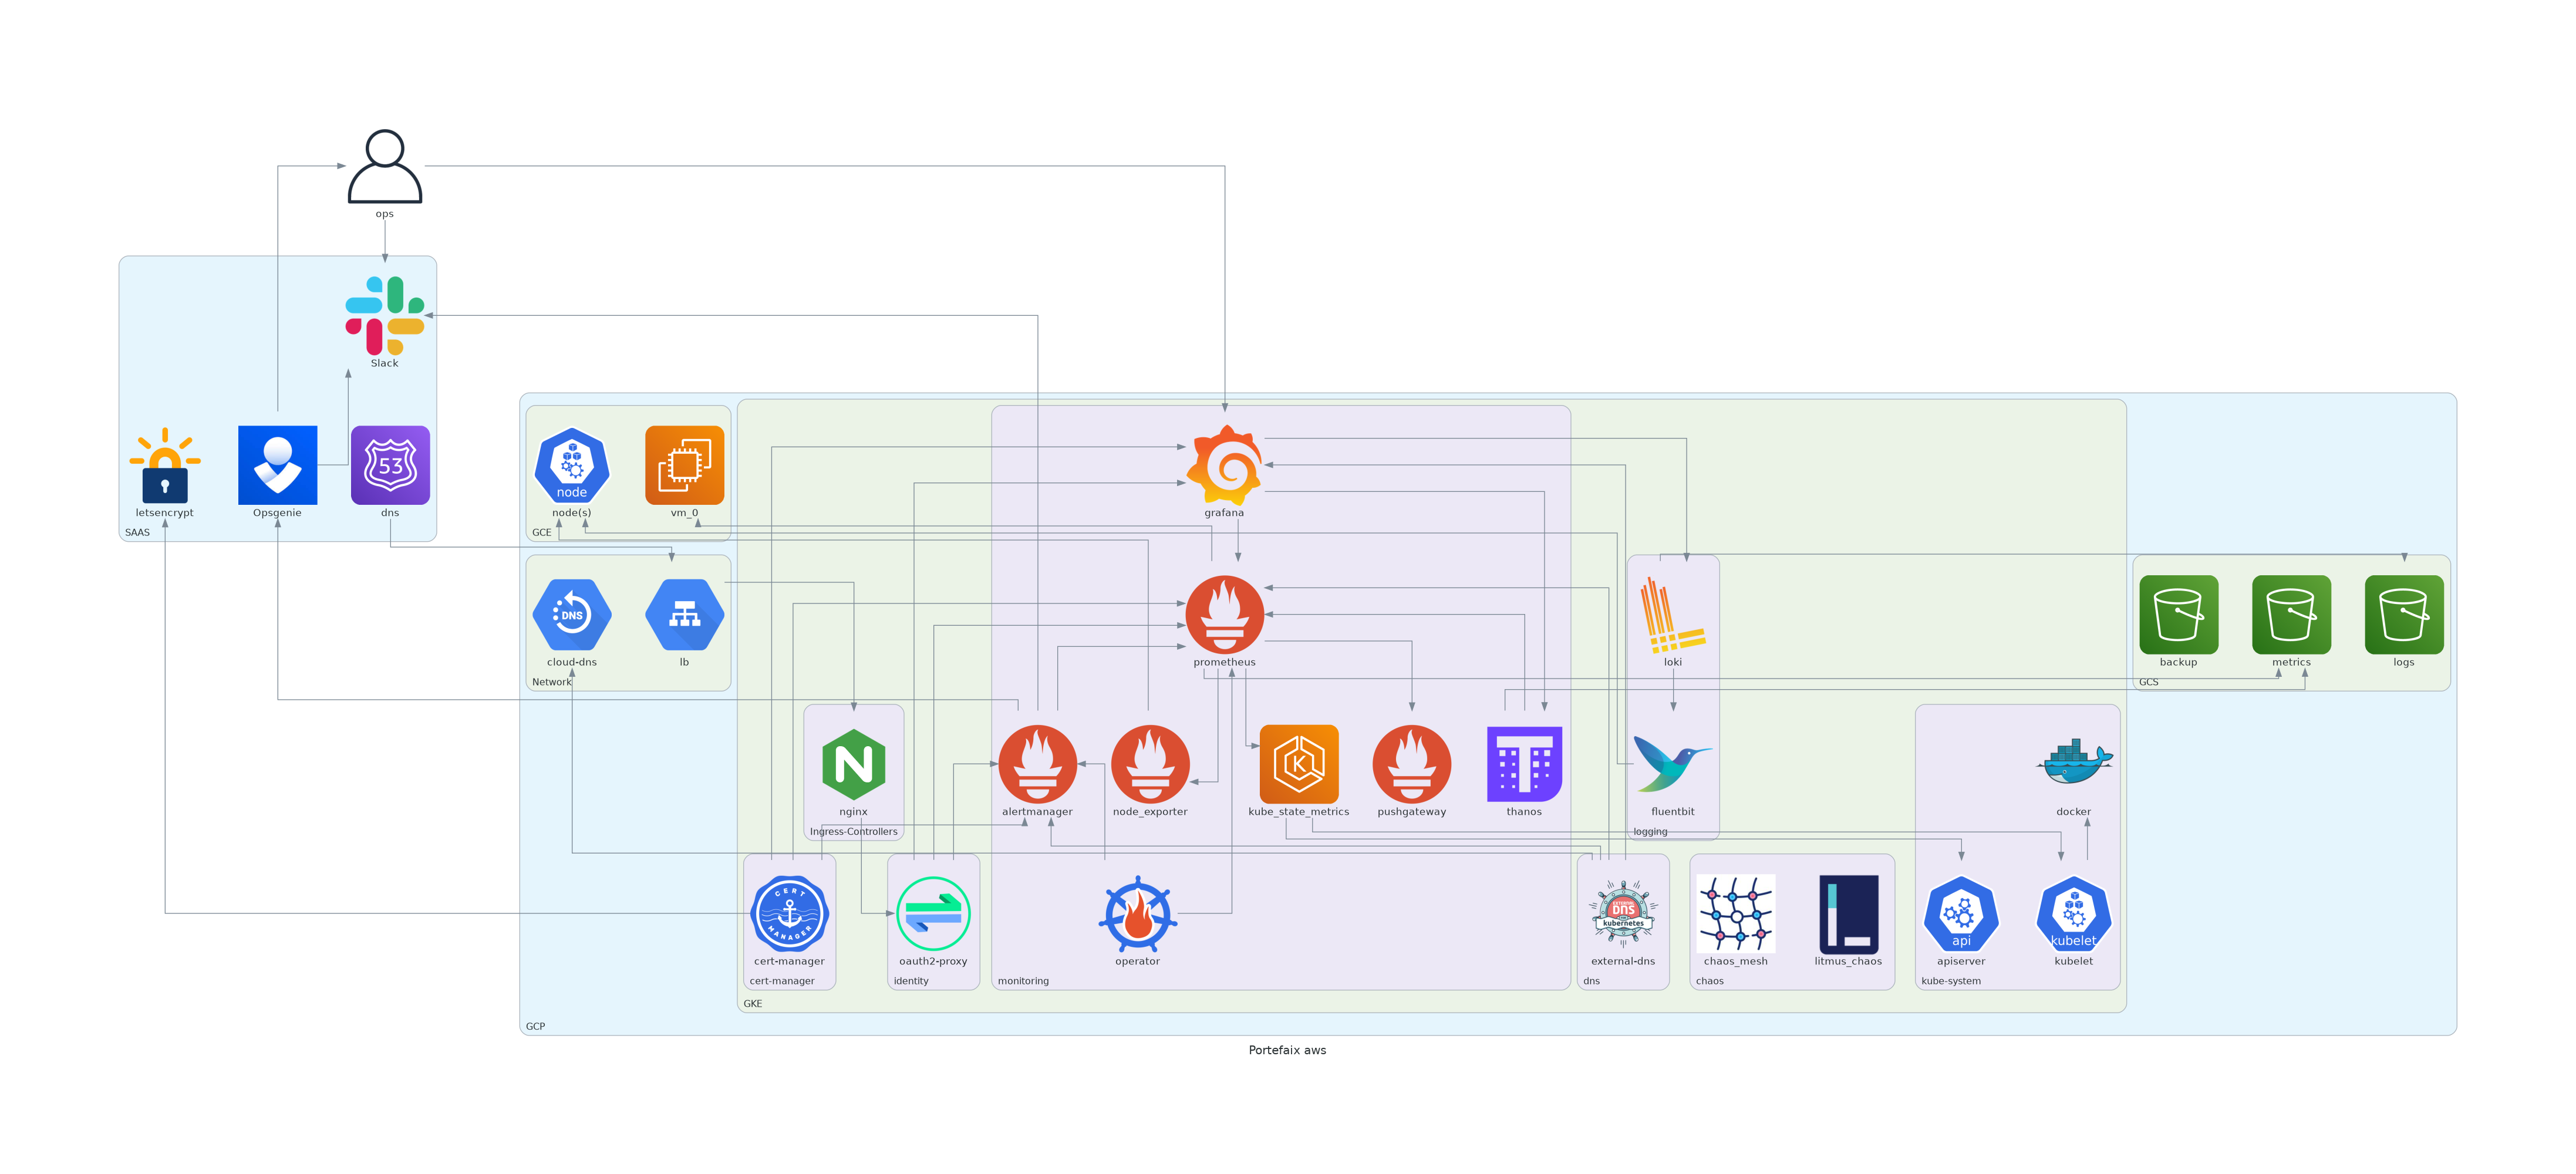 ops
Slack
letsencrypt
Opsgenie
53
dns
SAAS
node
node(s)
vm_0
GCE
grafana
DNS
cloud-dns
lb
Network
prometheus
loki
backup
metrics
logs
GCS
nginx
Ingress-Controllers
alertmanager
node_exporter
K
kube_state_metrics
pushgateway
thanos
fluentbit
logging
docker
CERT
MANAGER
cert-manager
cert-manager
oauth2-proxy
identity
operator
monitoring
EXTERNAL
DNS
kubernetes
external-dns
dns
chaos_mesh
litmus_chaos
chaos
api
apiserver
kubelet
kubelet
kube-system
GKE
GCP
Portefaix aws